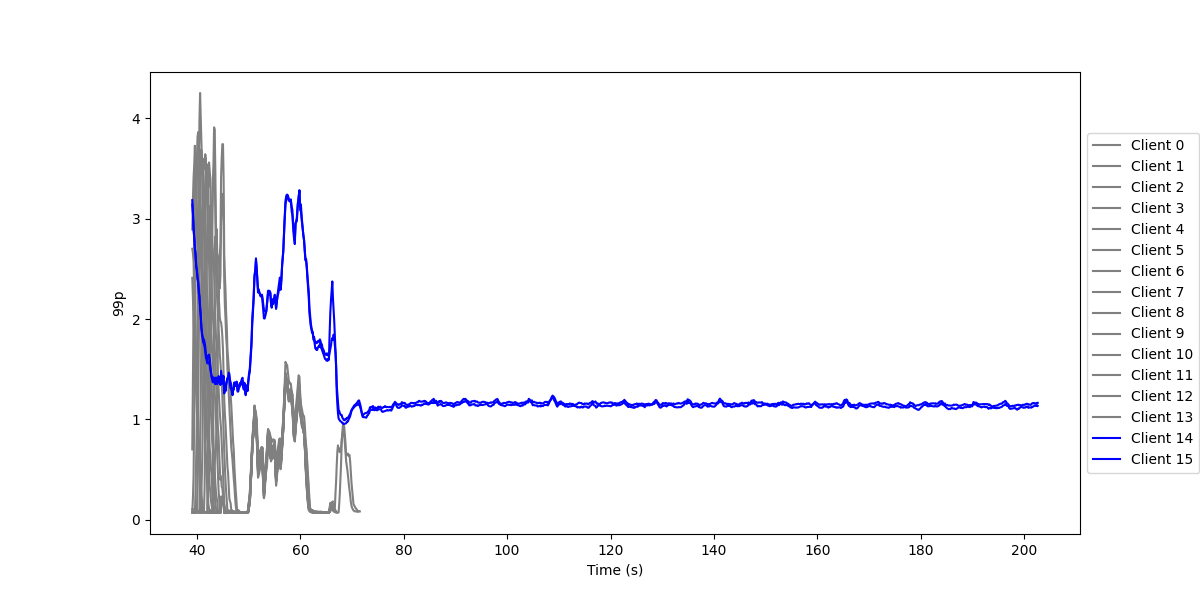 4
3
2
1
0
99p
40
60
80
100
120
140
160
180
200
Time (s)
Client 0
Client 1
Client 2
Client 3
Client 4
Client 5
Client 6
Client 7
Client 8
Client 9
Client 10
Client 11
Client 12
Client 13
Client 14
Client 15